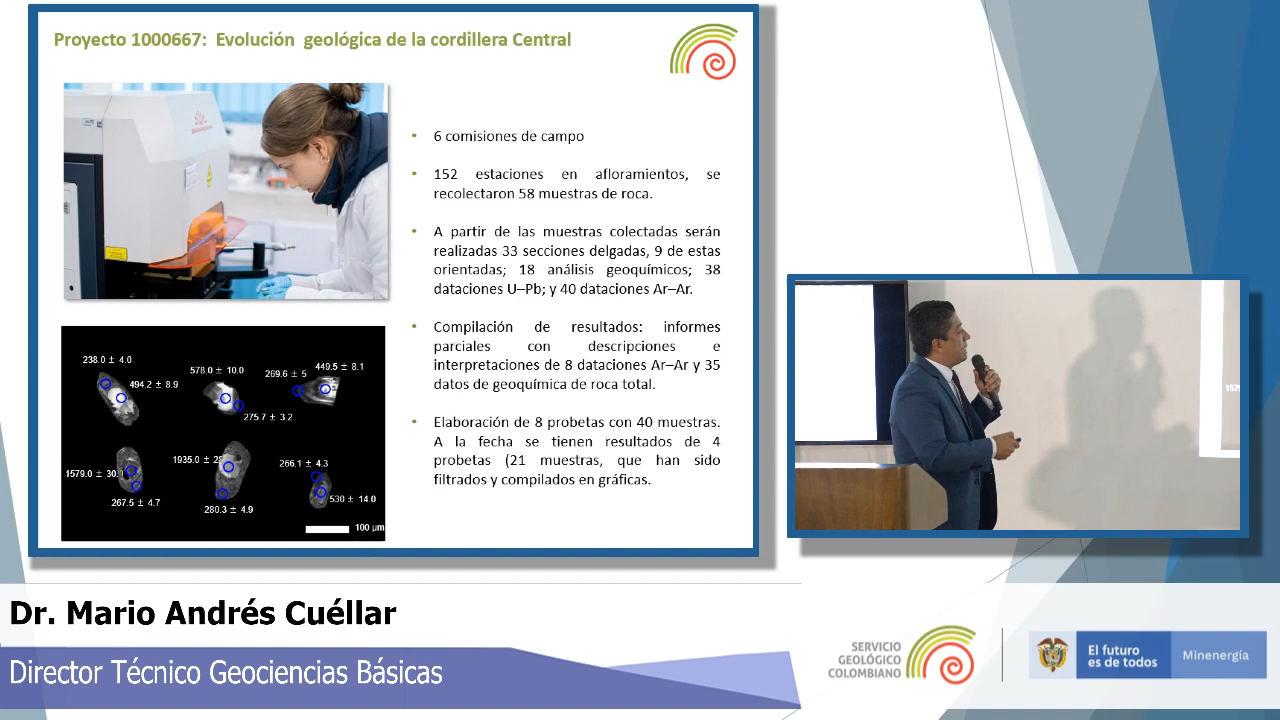 Proyecto 1000667: Evolución geológica de la cordillera Central
• 6 comisiones de campo
• 152 estaciones en afloramientos, se
recolectaron 58 muestras de roca.
• A partir de las muestras colectadas serán
realizadas 33 secciones delgadas, 9 de estas
orientadas; 18 análisis geoquímicos; 38
dataciones U–Pb; y 40 dataciones Ar–Ar.
• Compilación de resultados: informes
parciales con descripciones e
interpretaciones de 8 dataciones Ar–Ar y 35
datos de geoquímica de roca total.
• Elaboración de 8 probetas con 40 muestras.
A la fecha se tienen resultados de 4
probetas (21 muestras, que han sido
filtrados y compilados en gráficas.
238.0 ± 4.0
494.2 ± 8.9
578.0 ± 10.0
275.7 ± 3.2
269.6 ± 5
449.5 ± 8.1
1579.0 ± 30.
267.5 ± 4.7
1935.0 ±
280.3 ± 4.9
266.1 ± 4.3
530 ± 14.0
100 µm
Dr. Mario Andrés Cuéllar
Director Técnico Geociencias Básicas
SERVICIO
GEOLÓGICO
COLOMBIANO
El futuro
es de todos
Minenergía